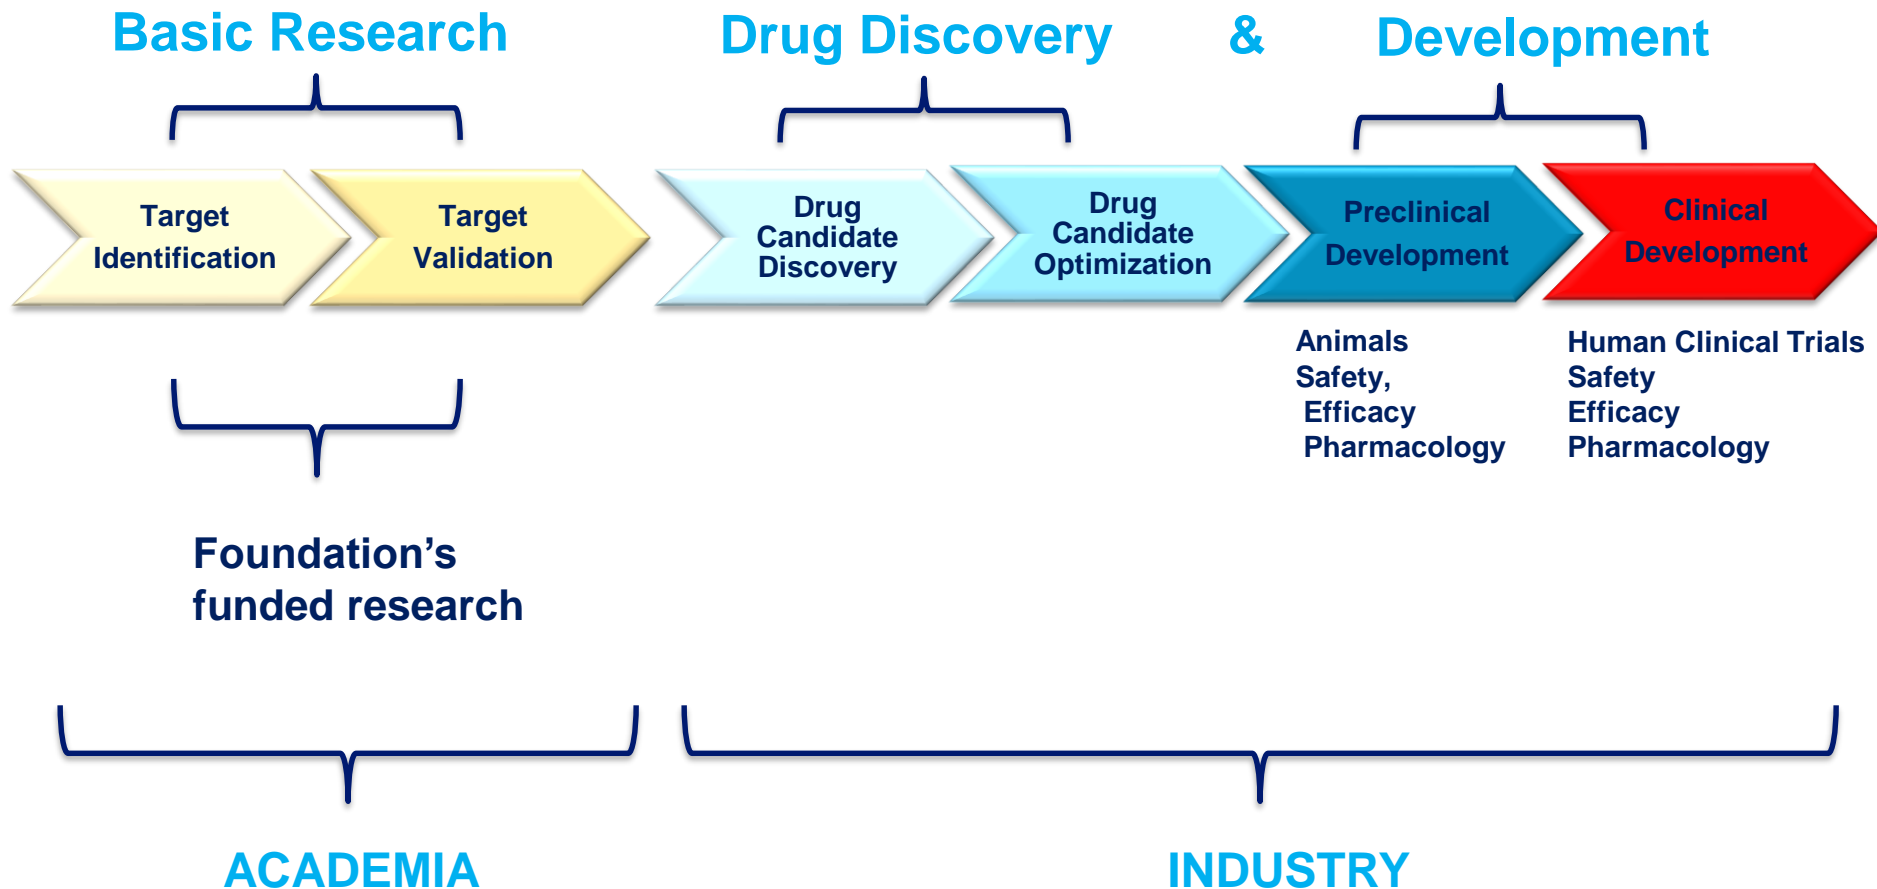 Basic Research
Drug Discovery & Development
Target
Identification
Target
Validation
Drug
Candidate
Discovery
Drug
Candidate
Optimization
Preclinical
Development
Clinical
Development
Animals
Safety,
Efficacy
Pharmacology
Human Clinical Trials
Safety
Efficacy
Pharmacology
Foundation’s
funded research
ACADEMIA
INDUSTRY